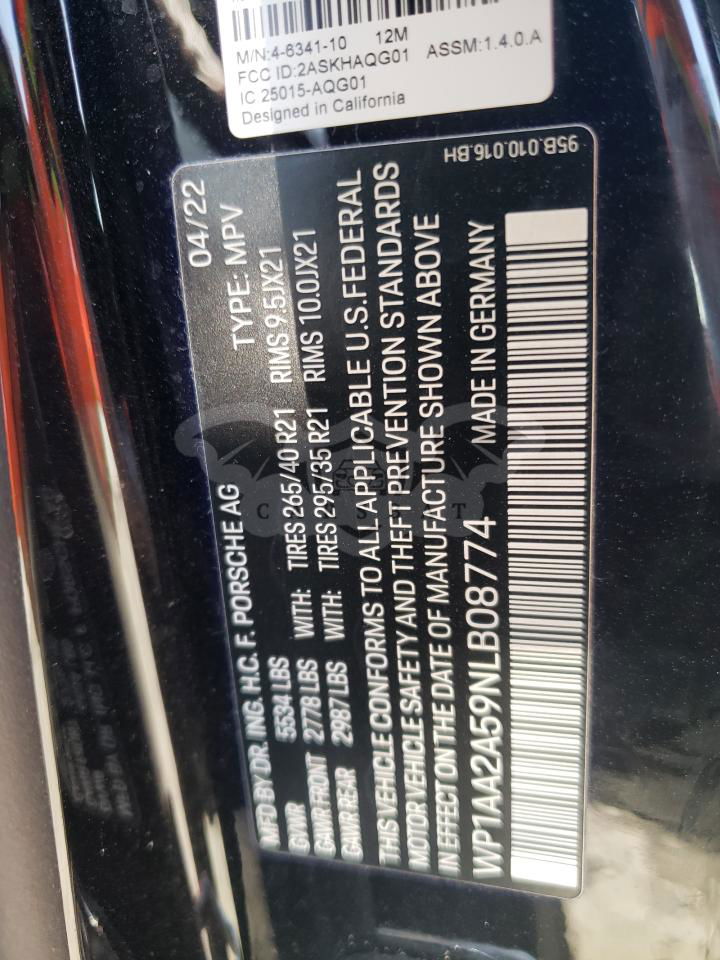 M/N:4-6341-10 12M
FCC ID:2ASKHAQG01 ASSM:1.4.0.A
IC 25015-AQG01
Designed in California
95B.010.016.BH
04/22
MFD BY DR. ING. H.C. F. PORSCHE AG TYPE: MPV
GVWR 5534 LBS WITH: TIRES 265/40 R21 RIMS 9.5JX21
GAWR FRONT 2778 LBS WITH: TIRES 295/35 R21 RIMS 10.0JX21
GAWR REAR 2987 LBS
THIS VEHICLE CONFORMS TO ALL APPLICABLE U.S. FEDERAL
MOTOR VEHICLE SAFETY AND THEFT PREVENTION STANDARDS
IN EFFECT ON THE DATE OF MANUFACTURE SHOWN ABOVE
WP1AA2A59NLB08774 MADE IN GERMANY